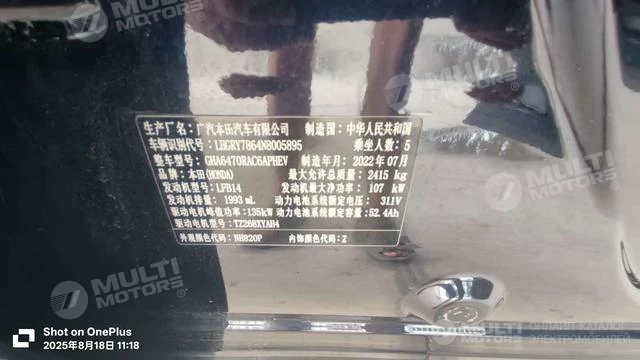 MULTI MOTORS
生产厂名：广汽本田汽车有限公司 制造国：中华人民共和国
车辆识别代号：LHGRY7864N8005895 乘坐人数：5
整车型号：GHA6470RAC6APHEV 制造年月：2022年07月
品牌：本田(HONDA) 最大允许总质量：2415 kg
发动机型号：LFB14 发动机最大净功率：107 kW
发动机排量：1993 mL 动力电池系统额定电压：311V
驱动电机峰值功率：135kW 动力电池系统额定容量：52.4Ah
驱动电机型号：TZ268XYAH4
外观颜色代码：NH820P 内饰颜色代码：Z
MULTI MOTORS
MULTI MOTORS
MULTI MOTORS
ОНЛАЙН-КАТАЛОГ
ЭЛЕКТРОМОБИЛЕЙ
Shot on OnePlus
2025年8月18日 11:18